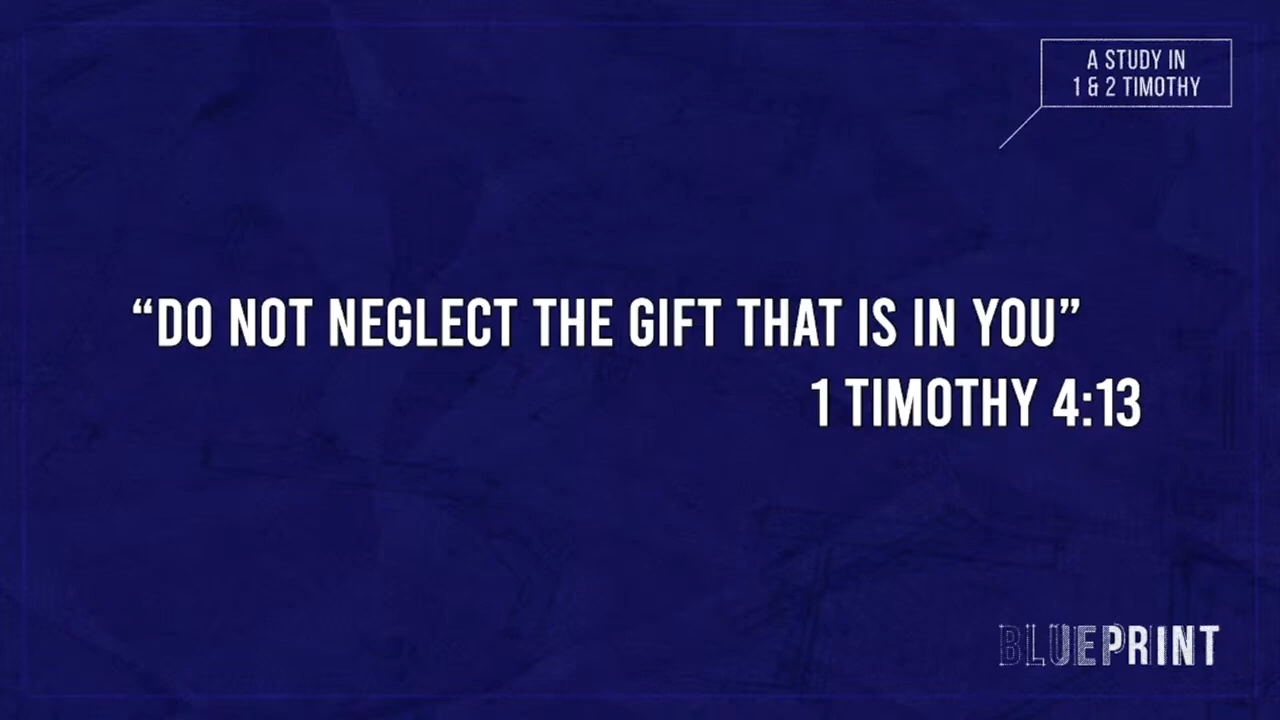 A STUDY IN
1 & 2 TIMOTHY
“DO NOT NEGLECT THE GIFT THAT IS IN YOU”
1 TIMOTHY 4:13
BLUEPRINT